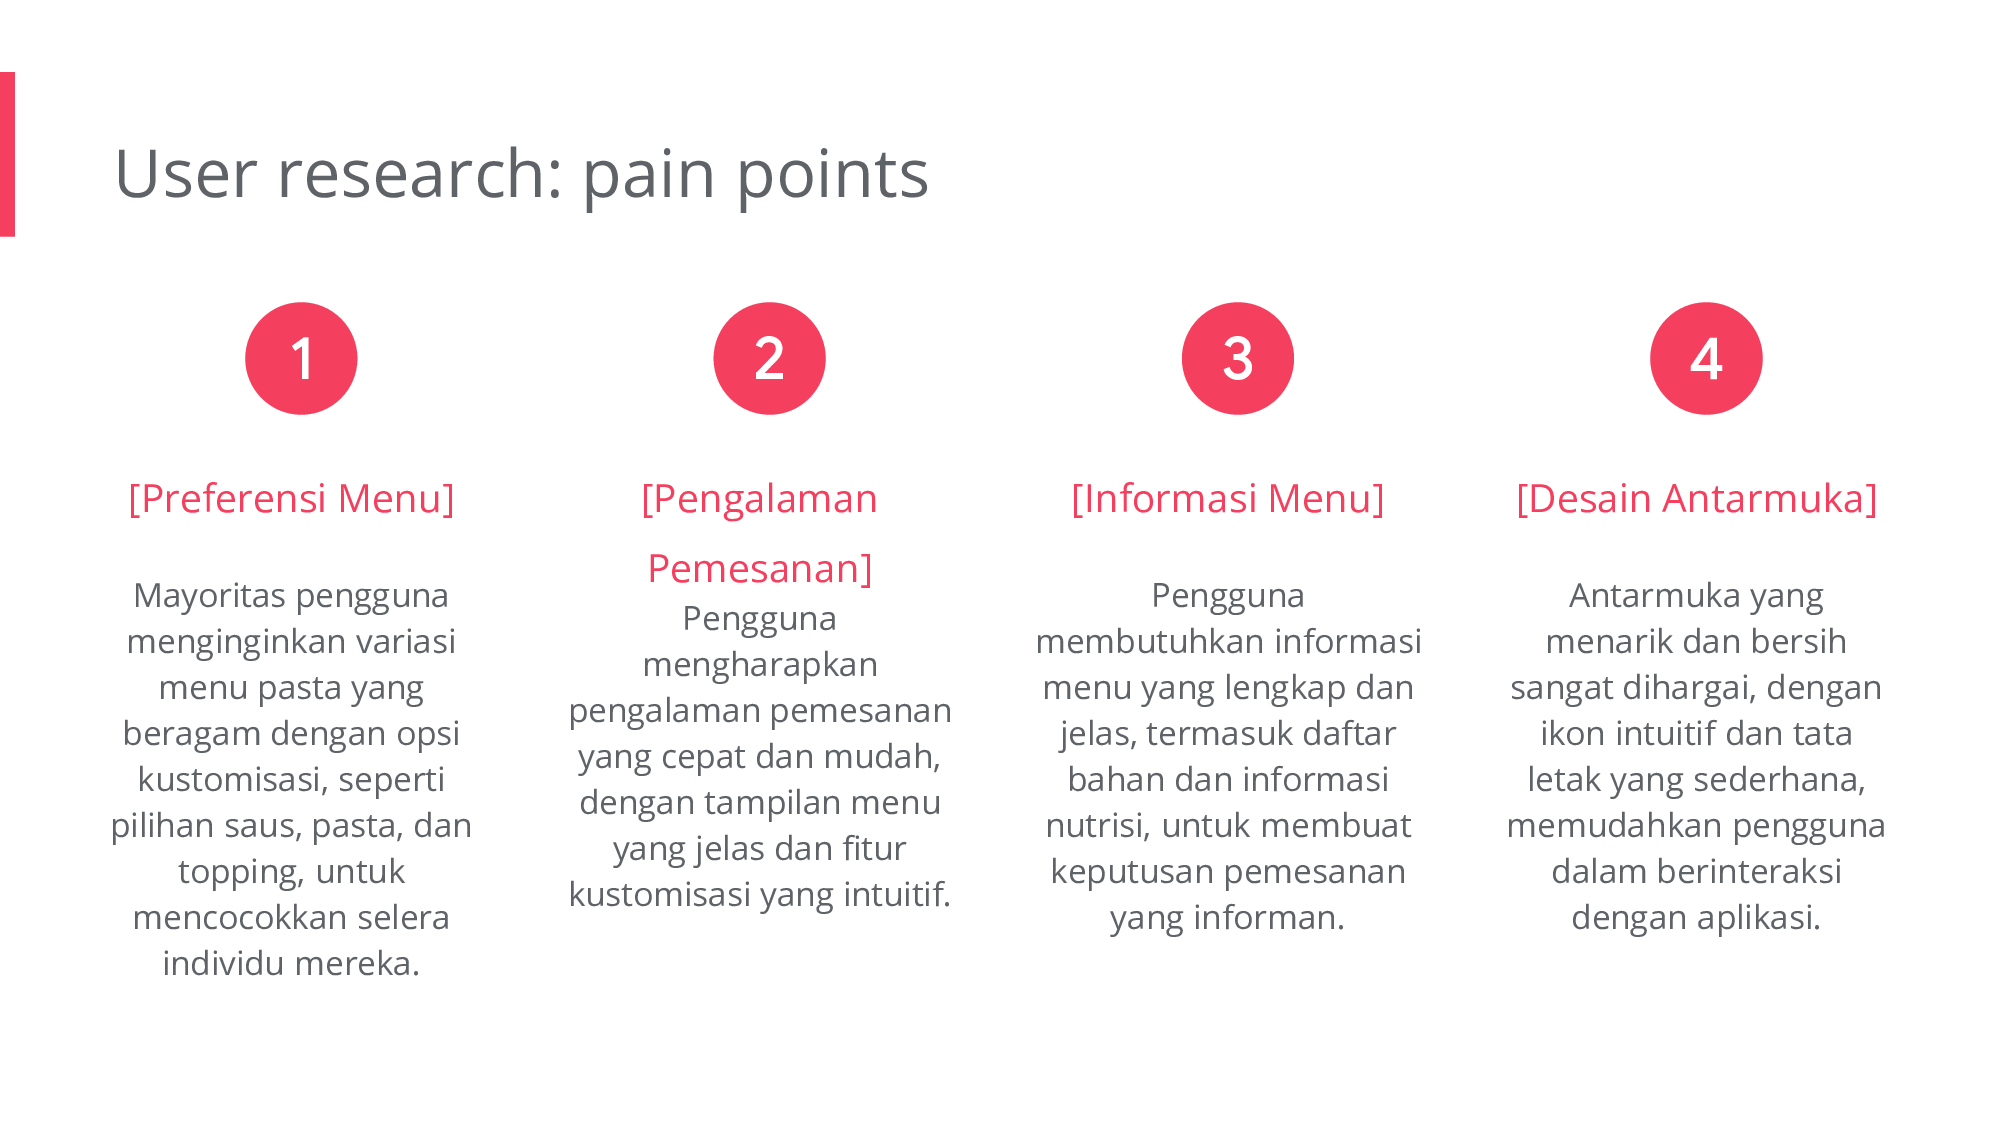 User research: pain points
1
[Preferensi Menu]
Mayoritas pengguna
menginginkan variasi
menu pasta yang
beragam dengan opsi
kustomisasi, seperti
pilihan saus, pasta, dan
topping, untuk
mencocokkan selera
individu mereka.
2
[Pengalaman
Pemesanan]
Pengguna
mengharapkan
pengalaman pemesanan
yang cepat dan mudah,
dengan tampilan menu
yang jelas dan fitur
kustomisasi yang intuitif.
3
[Informasi Menu]
Pengguna
membutuhkan informasi
menu yang lengkap dan
jelas, termasuk daftar
bahan dan informasi
nutrisi, untuk membuat
keputusan pemesanan
yang informan.
4
[Desain Antarmuka]
Antarmuka yang
menarik dan bersih
sangat dihargai, dengan
ikon intuitif dan tata
letak yang sederhana,
memudahkan pengguna
dalam berinteraksi
dengan aplikasi.